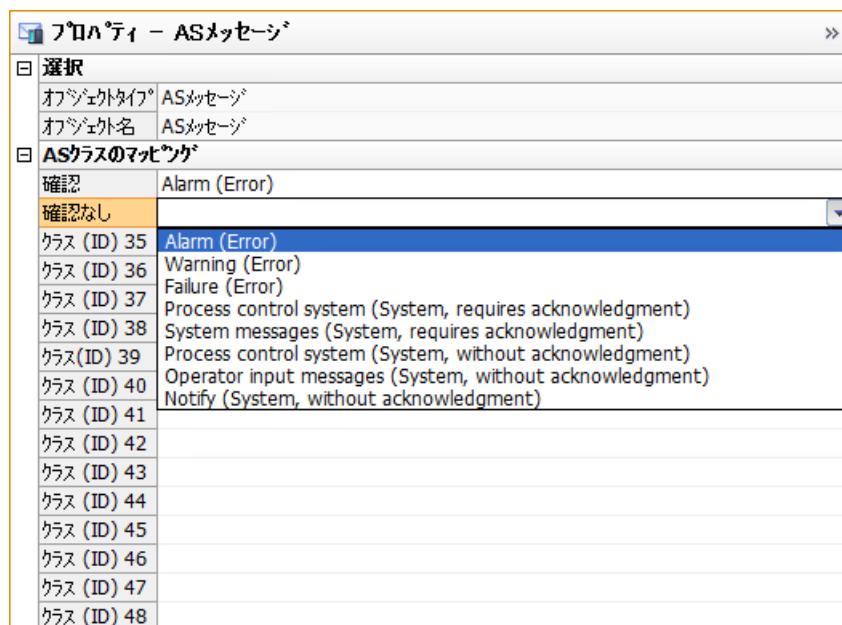 ﾌﾟﾛﾊﾟﾃｨ － ASﾒｯｾｰｼﾞ »
選択
ｵﾌﾞｼﾞｪｸﾄﾀｲﾌﾟ ASﾒｯｾｰｼﾞ
ｵﾌﾞｼﾞｪｸﾄ名 ASﾒｯｾｰｼﾞ
ASｸﾗｽのﾏｯﾋﾟﾝｸﾞ
確認 Alarm (Error)
確認なし
ｸﾗｽ (ID) 35 Alarm (Error)
ｸﾗｽ (ID) 36 Warning (Error)
ｸﾗｽ (ID) 37 Failure (Error)
Process control system (System, requires acknowledgment)
ｸﾗｽ (ID) 38 System messages (System, requires acknowledgment)
ｸﾗｽ(ID) 39 Process control system (System, without acknowledgment)
ｸﾗｽ (ID) 40 Operator input messages (System, without acknowledgment)
Notify (System, without acknowledgment)
ｸﾗｽ (ID) 41
ｸﾗｽ (ID) 42
ｸﾗｽ (ID) 43
ｸﾗｽ (ID) 44
ｸﾗｽ (ID) 45
ｸﾗｽ (ID) 46
ｸﾗｽ (ID) 47
ｸﾗｽ (ID) 48